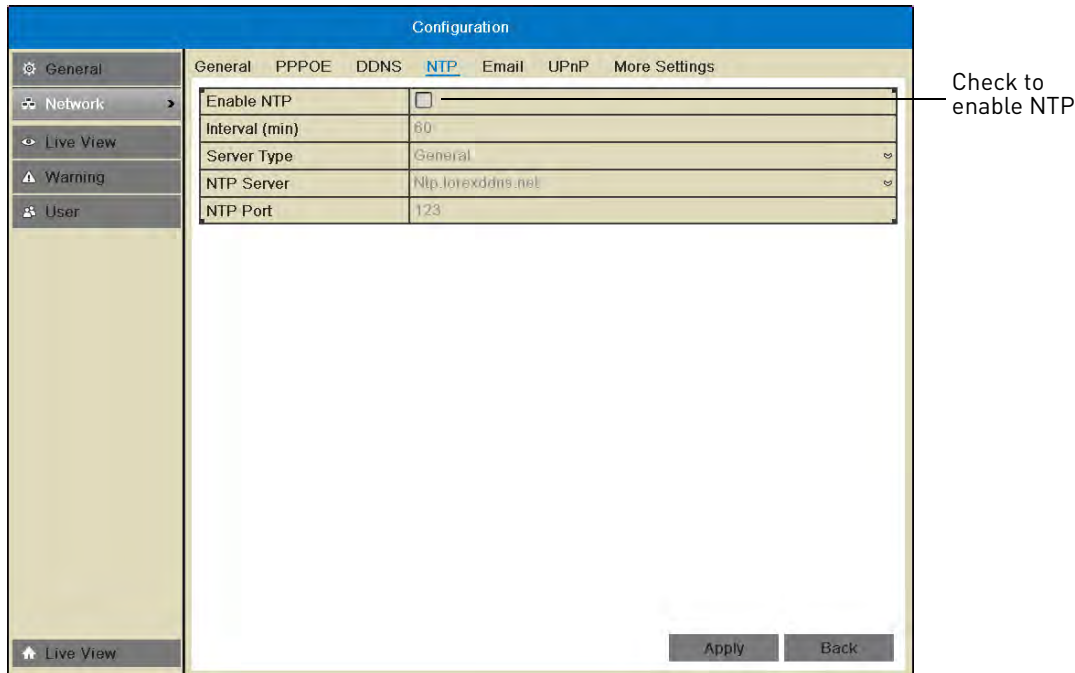 Configuration
General
Network
Live View
Warning
User
Live View
General PPPOE DDNS NTP Email UPnP More Settings
Enable NTP
Interval (min) 60
Server Type General
NTP Server Ntp.lorexddns.net
NTP Port 123
Apply Back
Check to
enable NTP